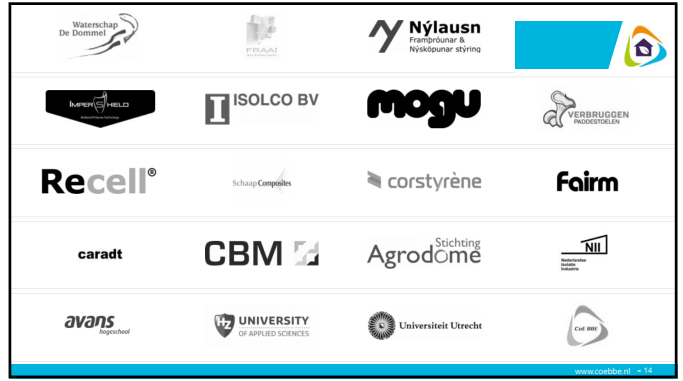 Waterschap
De Dommel
FRAAI
Nýlausn
Framþróunar &
Nýsköpunar stýring
IMPERSHIELD
ISOLCO BV
mogu
VERBRUGGEN
PADDESTOELEN
Recell®
Schaap Composites
corstyrène
Fairm
caradt
CBM
Stichting
Agrodome
NII
Nederlandse
Isolatie
Industrie
avans
hogeschool
HZ UNIVERSITY
OF APPLIED SCIENCES
Universiteit Utrecht
CoE BBE
www.coebbe.nl - 14